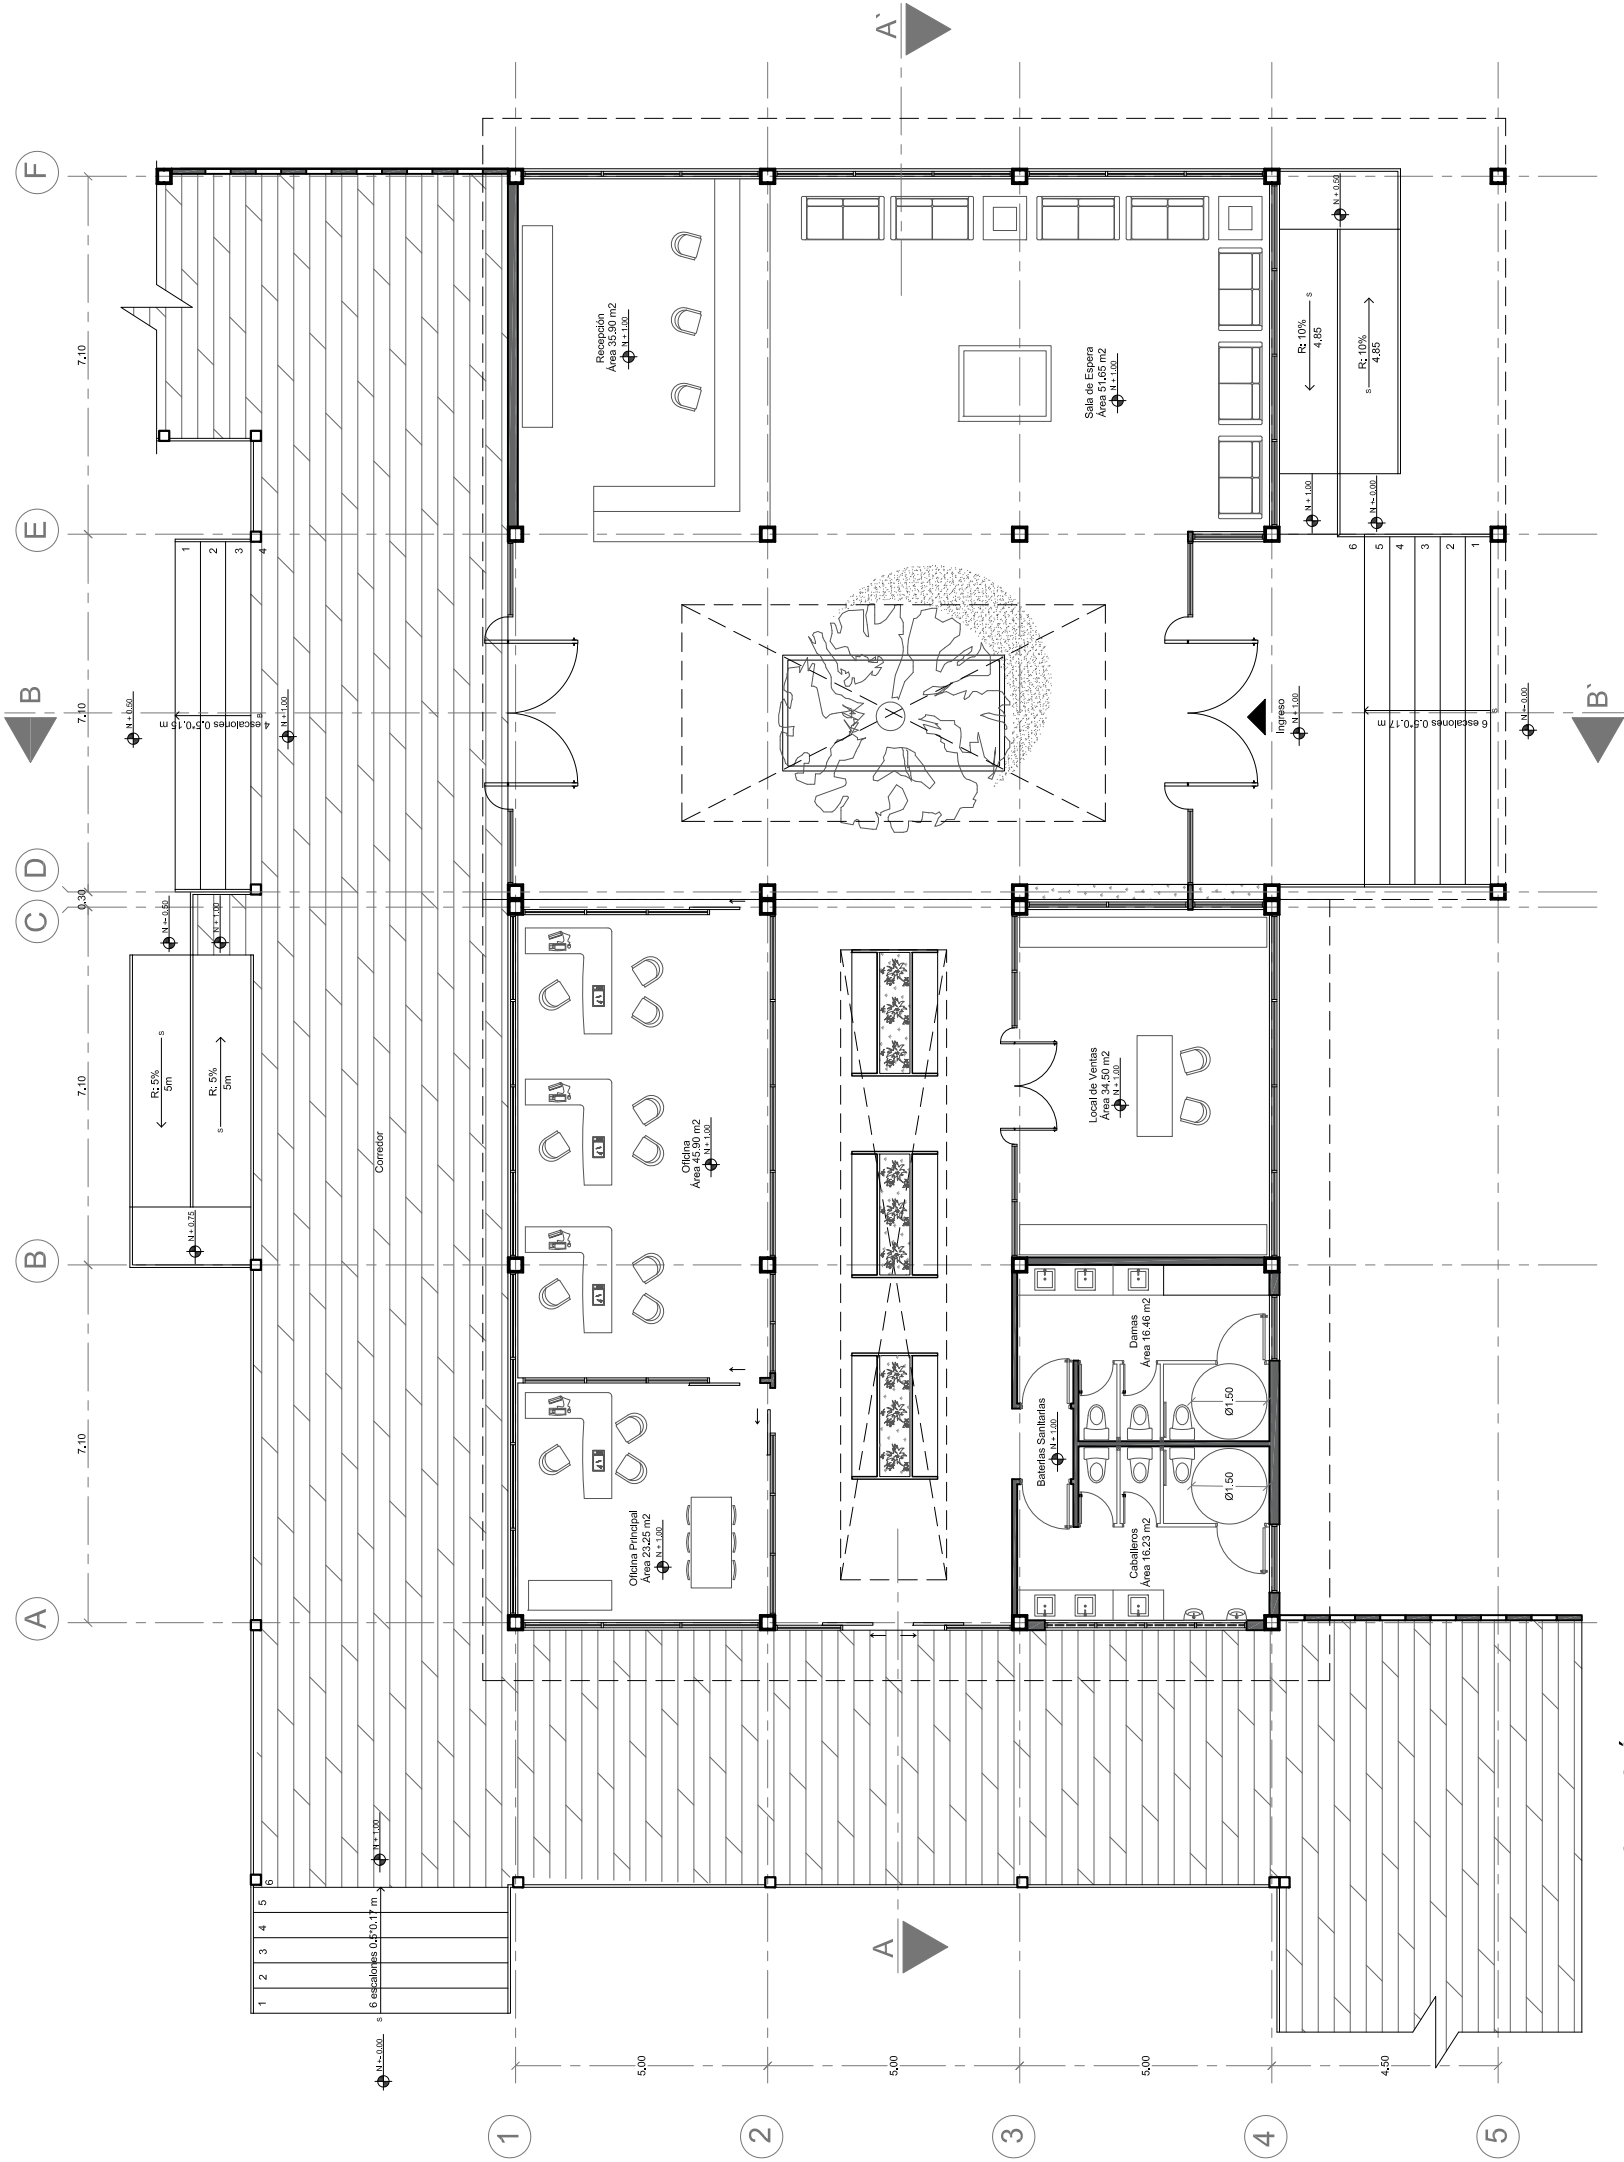 A
B
C
D
E
F
7.10
7.10
0.30
7.10
7.10
B
N + 0.50
4 escalones 0.5*0.15 m
s
N + 1.00
1
2
3
4
N +- 0.50
N + 1.00
R: 5%
5m
s
R: 5%
5m
s
N + 0.75
Corredor
N + 1.00
6 escalones 0.5*0.17 m
s
1
2
3
4
5
6
N +- 0.00
Recepción
Área 35.90 m2
N + 1.00
Sala de Espera
Área 51.65 m2
N + 1.00
Oficina
Área 45.90 m2
N + 1.00
Oficina Principal
Área 23.25 m2
N + 1.00
Local de Ventas
Área 34.50 m2
N + 1.00
Baterías Sanitarias
N + 1.00
Damas
Área 16.46 m2
Caballeros
Área 16.23 m2
Ø1.50
Ø1.50
Ingreso
N + 1.00
6 escalones 0.5*0.17 m
s
6
5
4
3
2
1
N +- 0.00
B`
N + 0.50
R: 10%
4.85
s
R: 10%
4.85
s
N + 1.00
N +- 0.00
A
A`
5.00
5.00
5.00
4.50
1
2
3
4
5